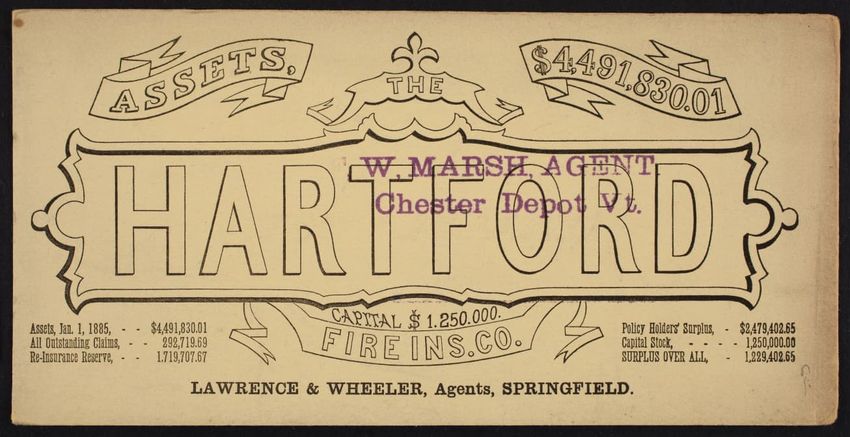 ASSETS,
$4,491,830.01
THE
HARTFORD
W. MARSH, AGENT.
Chester Depot Vt.
CAPITAL $1.250.000.
FIRE INS. CO.
Assets, Jan. 1, 1885, - - $4,491,830.01
All Outstanding Claims, - - 292,719.69
Re-Insurance Reserve, - - 1.719,707.67
Policy Holders' Surplus, - $2,479,402.65
Capital Stock, - - - - 1,250,000.00
SURPLUS OVER ALL, - 1,229,402.65
LAWRENCE & WHEELER, Agents, SPRINGFIELD.